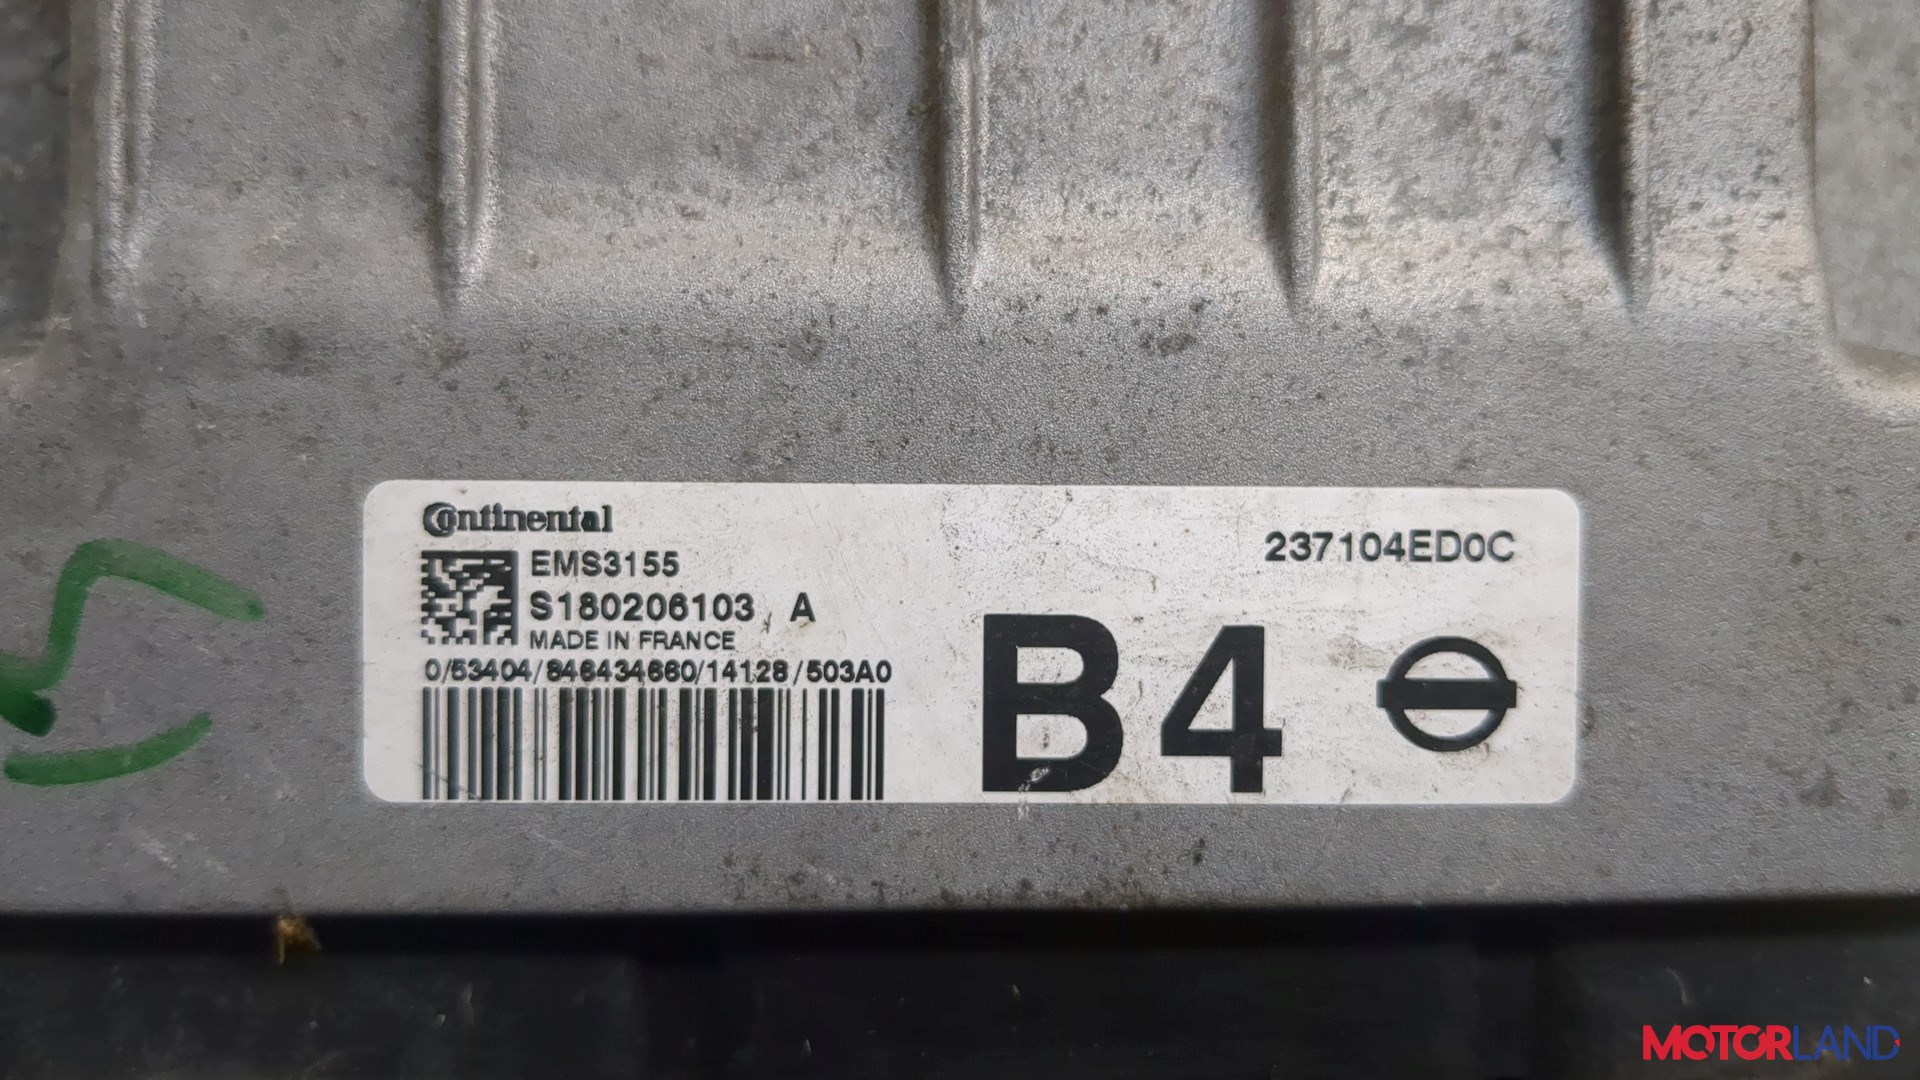 Continental
EMS3155
S180206103 A
MADE IN FRANCE
0/53404/846434660/14128/503A0
237104ED0C
B4
MOTORLAND